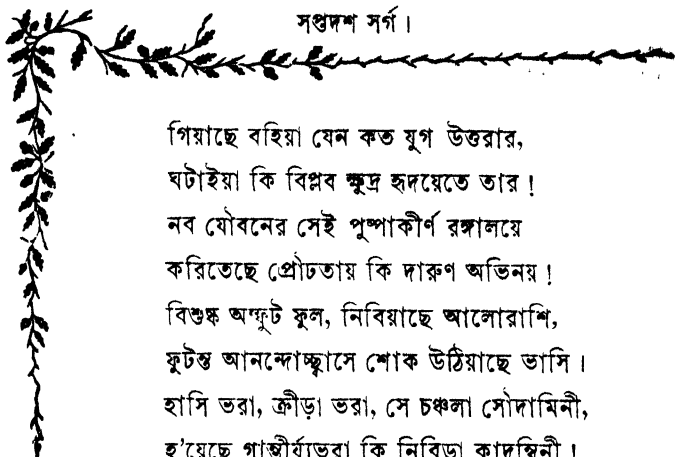 সপ্তদশ সর্গ।
গিয়াছে বহিয়া যেন কত যুগ উত্তরার,
ঘটাইয়া কি বিপ্লব ক্ষুদ্র হৃদয়েতে তার!
নব যৌবনের সেই পুষ্পাকীর্ণ রঙ্গালয়ে
করিতেছে প্রৌঢতায় কি দারুণ অভিনয়!
বিশুষ্ক অস্ফুট ফুল, নিবিয়াছে আলোরাশি,
ফুটন্ত আনন্দোচ্ছ্বাসে শোক উঠিয়াছে ভাসি।
হাসি ভরা, ক্রীড়া ভরা, সে চঞ্চলা সৌদামিনী,
হ'য়েছে গাম্ভীর্য্যভরা কি নিবিড়া কাদম্বিনী!